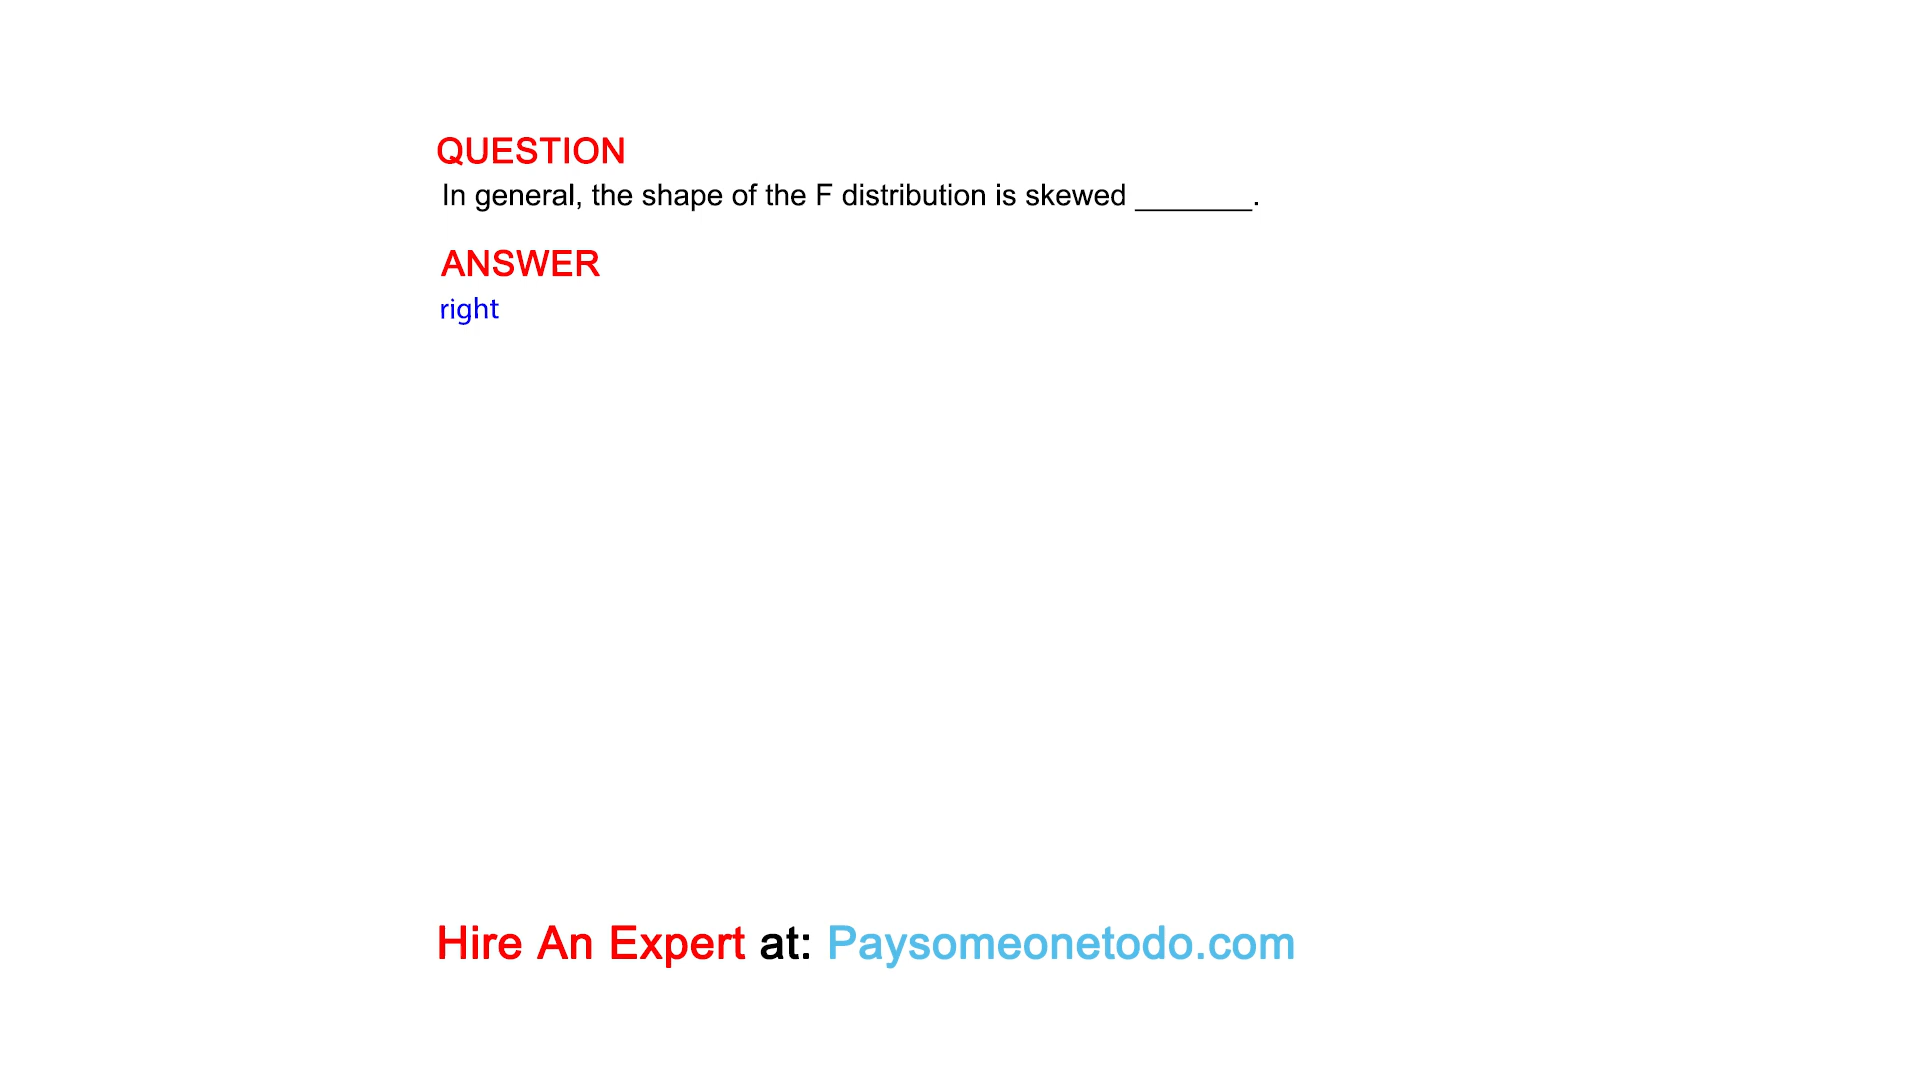 QUESTION
In general, the shape of the F distribution is skewed _______.
ANSWER
right
Hire An Expert at: Paysomeonetodo.com